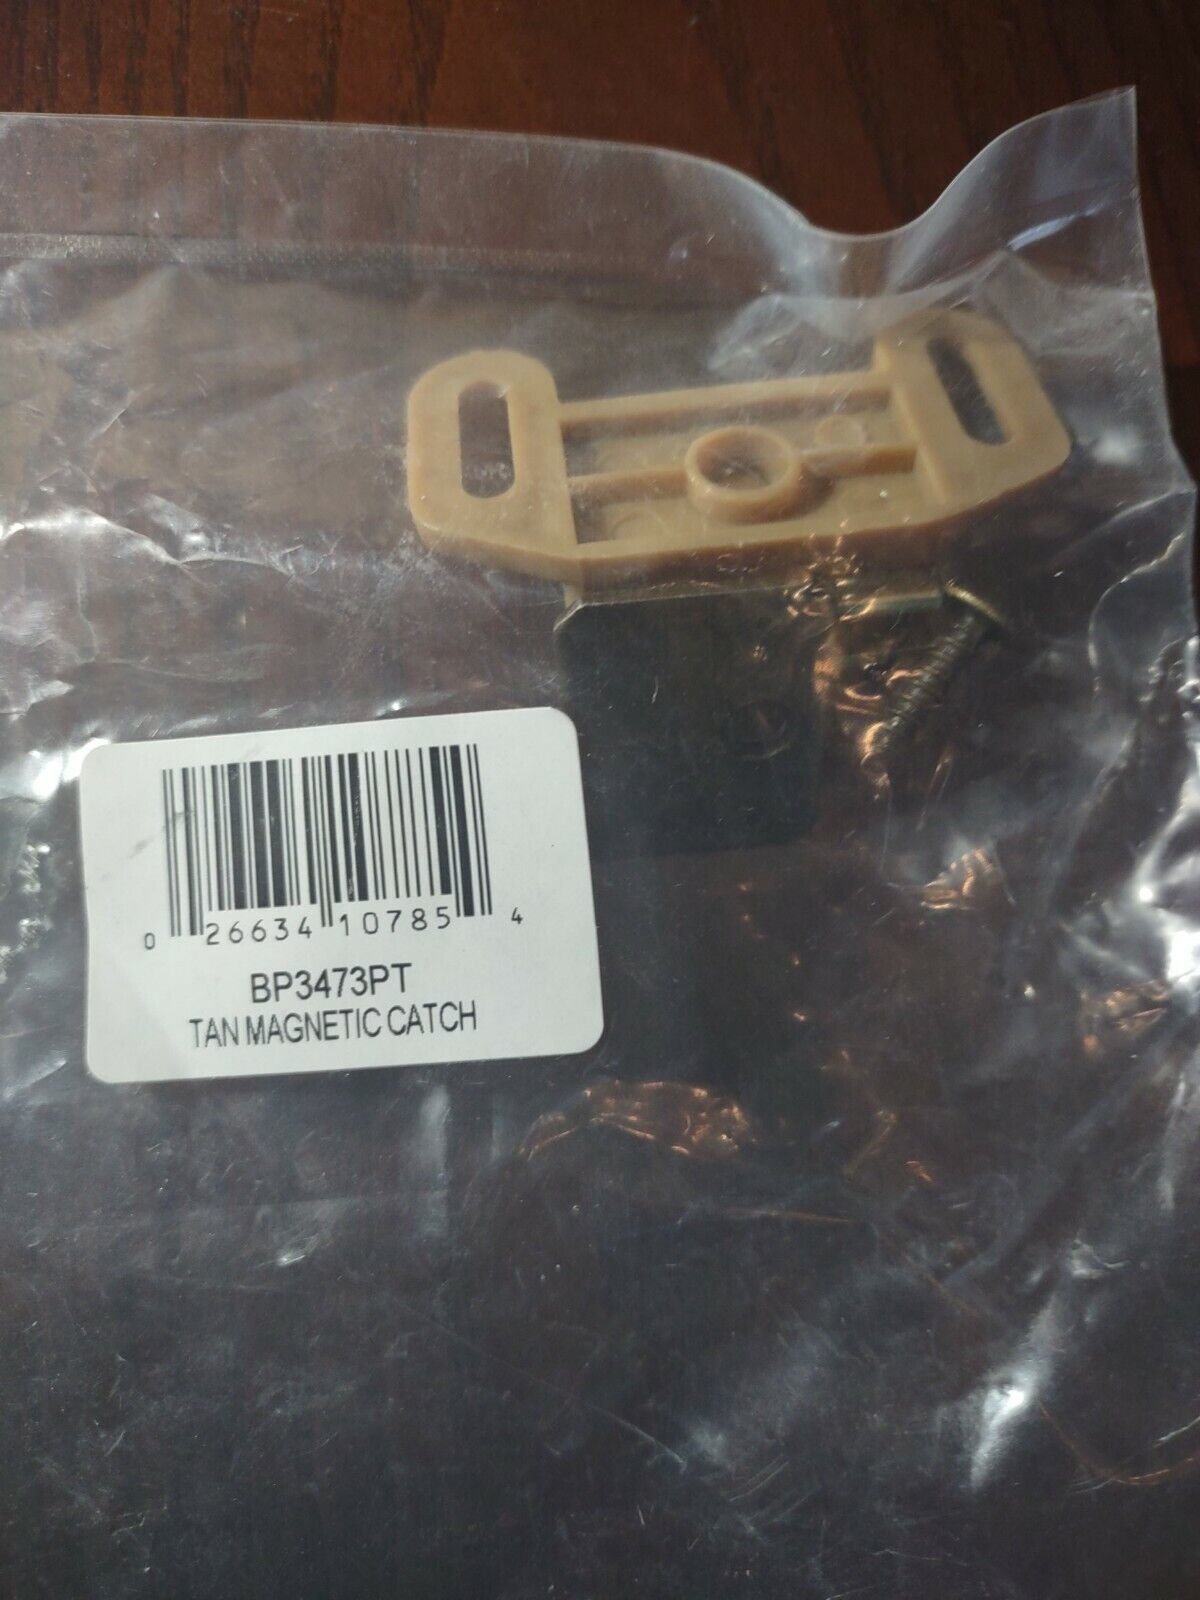 0 26634 10785 4
BP3473PT
TAN MAGNETIC CATCH